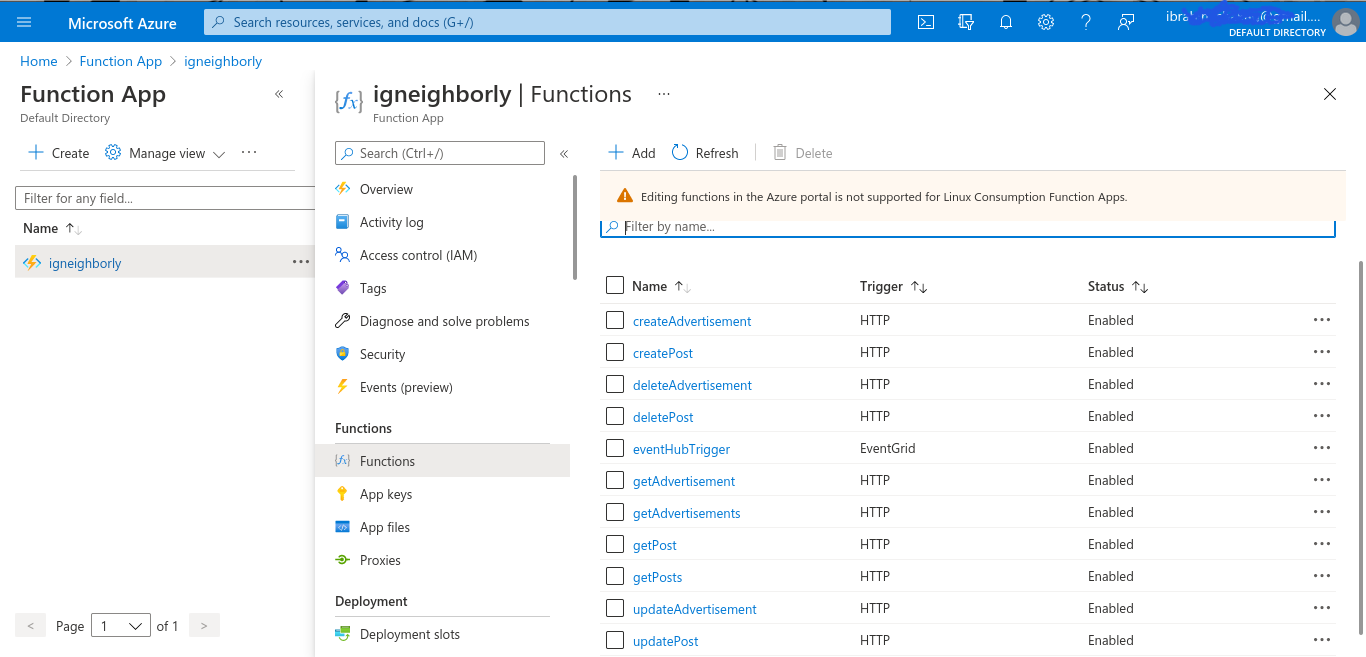 Microsoft Azure
Search resources, services, and docs (G+/)
DEFAULT DIRECTORY
Home > Function App > igneighborly
Function App
Default Directory
Create Manage view
Filter for any field...
Name
igneighborly
< Page 1 of 1 >
igneighborly | Functions
Function App
Search (Ctrl+/)
Overview
Activity log
Access control (IAM)
Tags
Diagnose and solve problems
Security
Events (preview)
Functions
Functions
App keys
App files
Proxies
Deployment
Deployment slots
Add Refresh Delete
Editing functions in the Azure portal is not supported for Linux Consumption Function Apps.
Filter by name...
Name Trigger Status
createAdvertisement HTTP Enabled
createPost HTTP Enabled
deleteAdvertisement HTTP Enabled
deletePost HTTP Enabled
eventHubTrigger EventGrid Enabled
getAdvertisement HTTP Enabled
getAdvertisements HTTP Enabled
getPost HTTP Enabled
getPosts HTTP Enabled
updateAdvertisement HTTP Enabled
updatePost HTTP Enabled